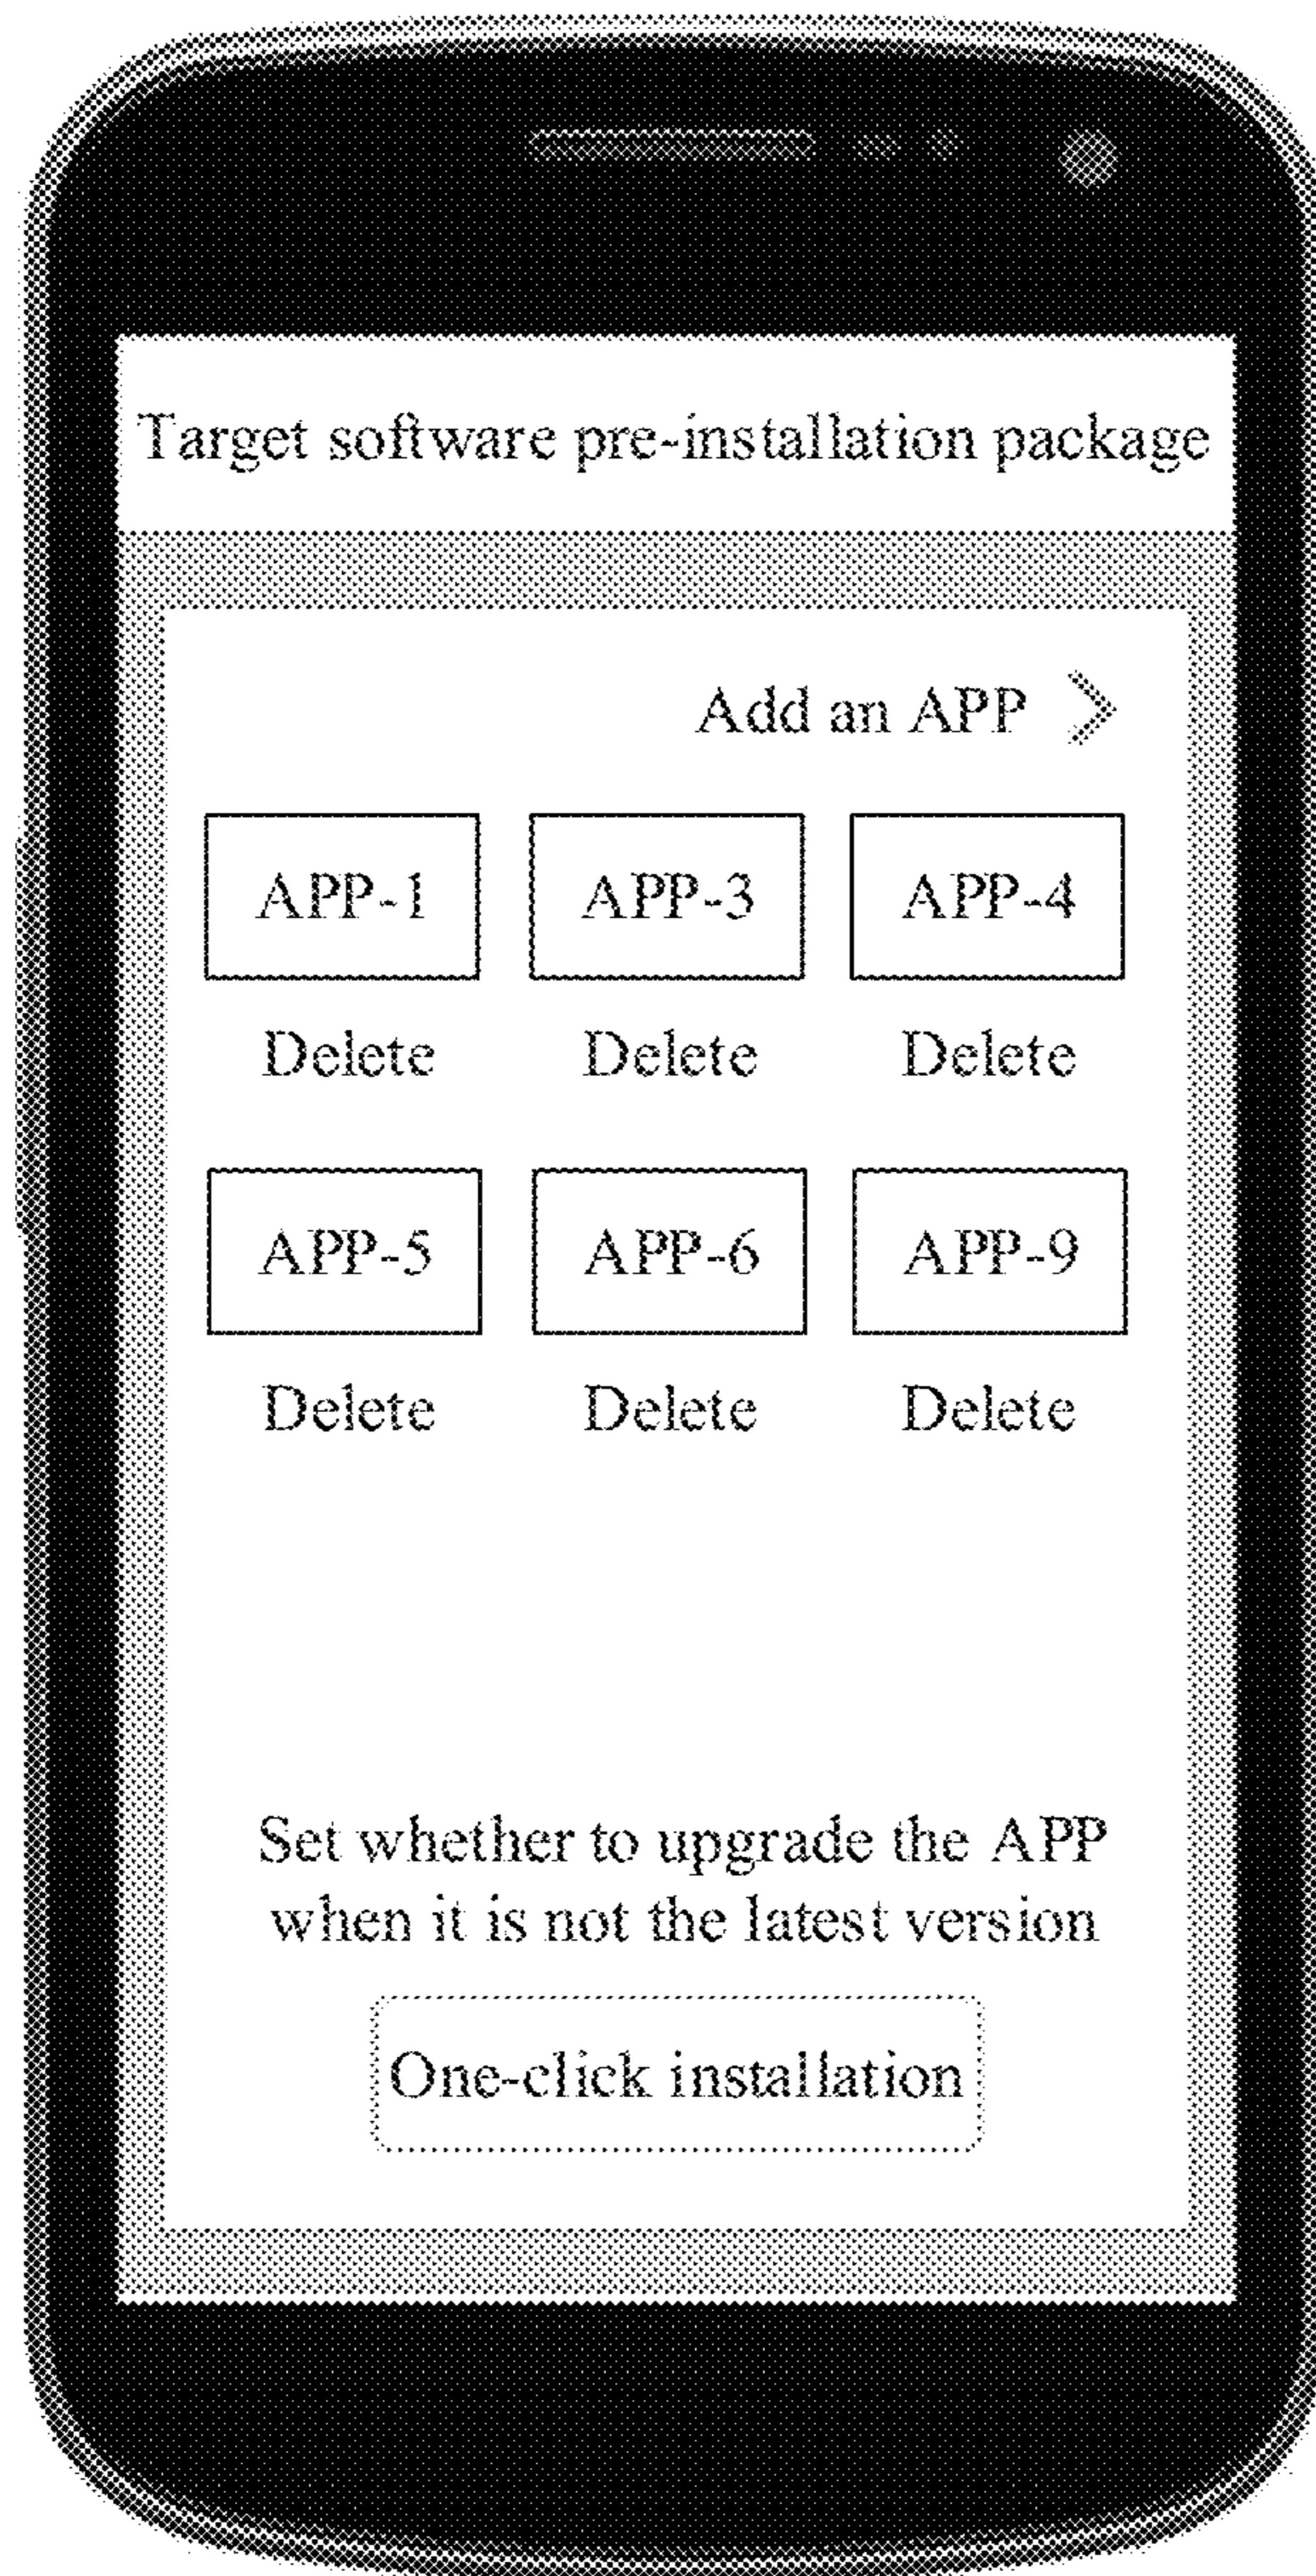 Target software pre-installation package
Add an APP
APP-1 APP-3 APP-4
Delete Delete Delete
APP-5 APP-6 APP-9
Delete Delete Delete
Set whether to upgrade the APP
when it is not the latest version
One-click installation